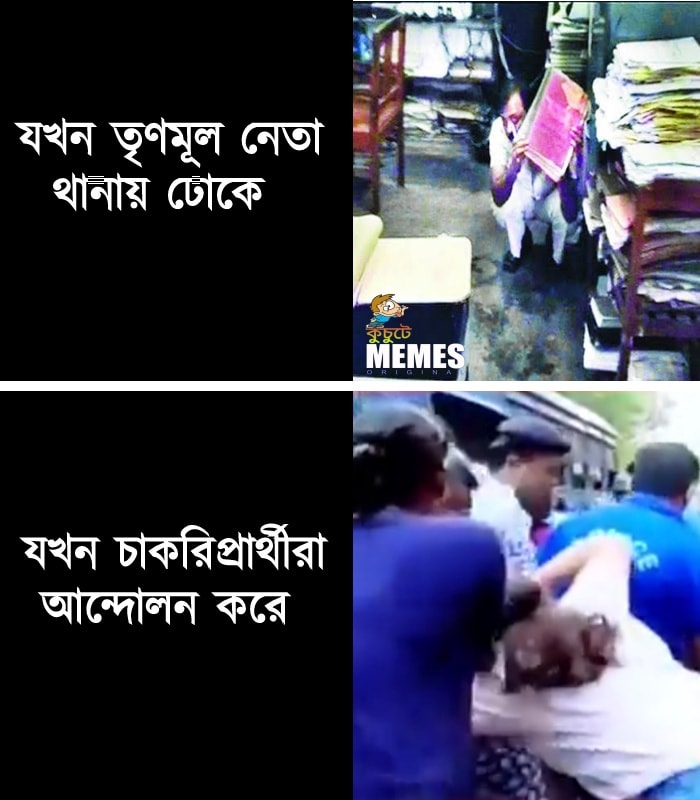 যখন তৃণমূল নেতা
থানায় ঢোকে
কুচুটে
MEMES
ORIGINAL
যখন চাকরিপ্রার্থীরা
আন্দোলন করে